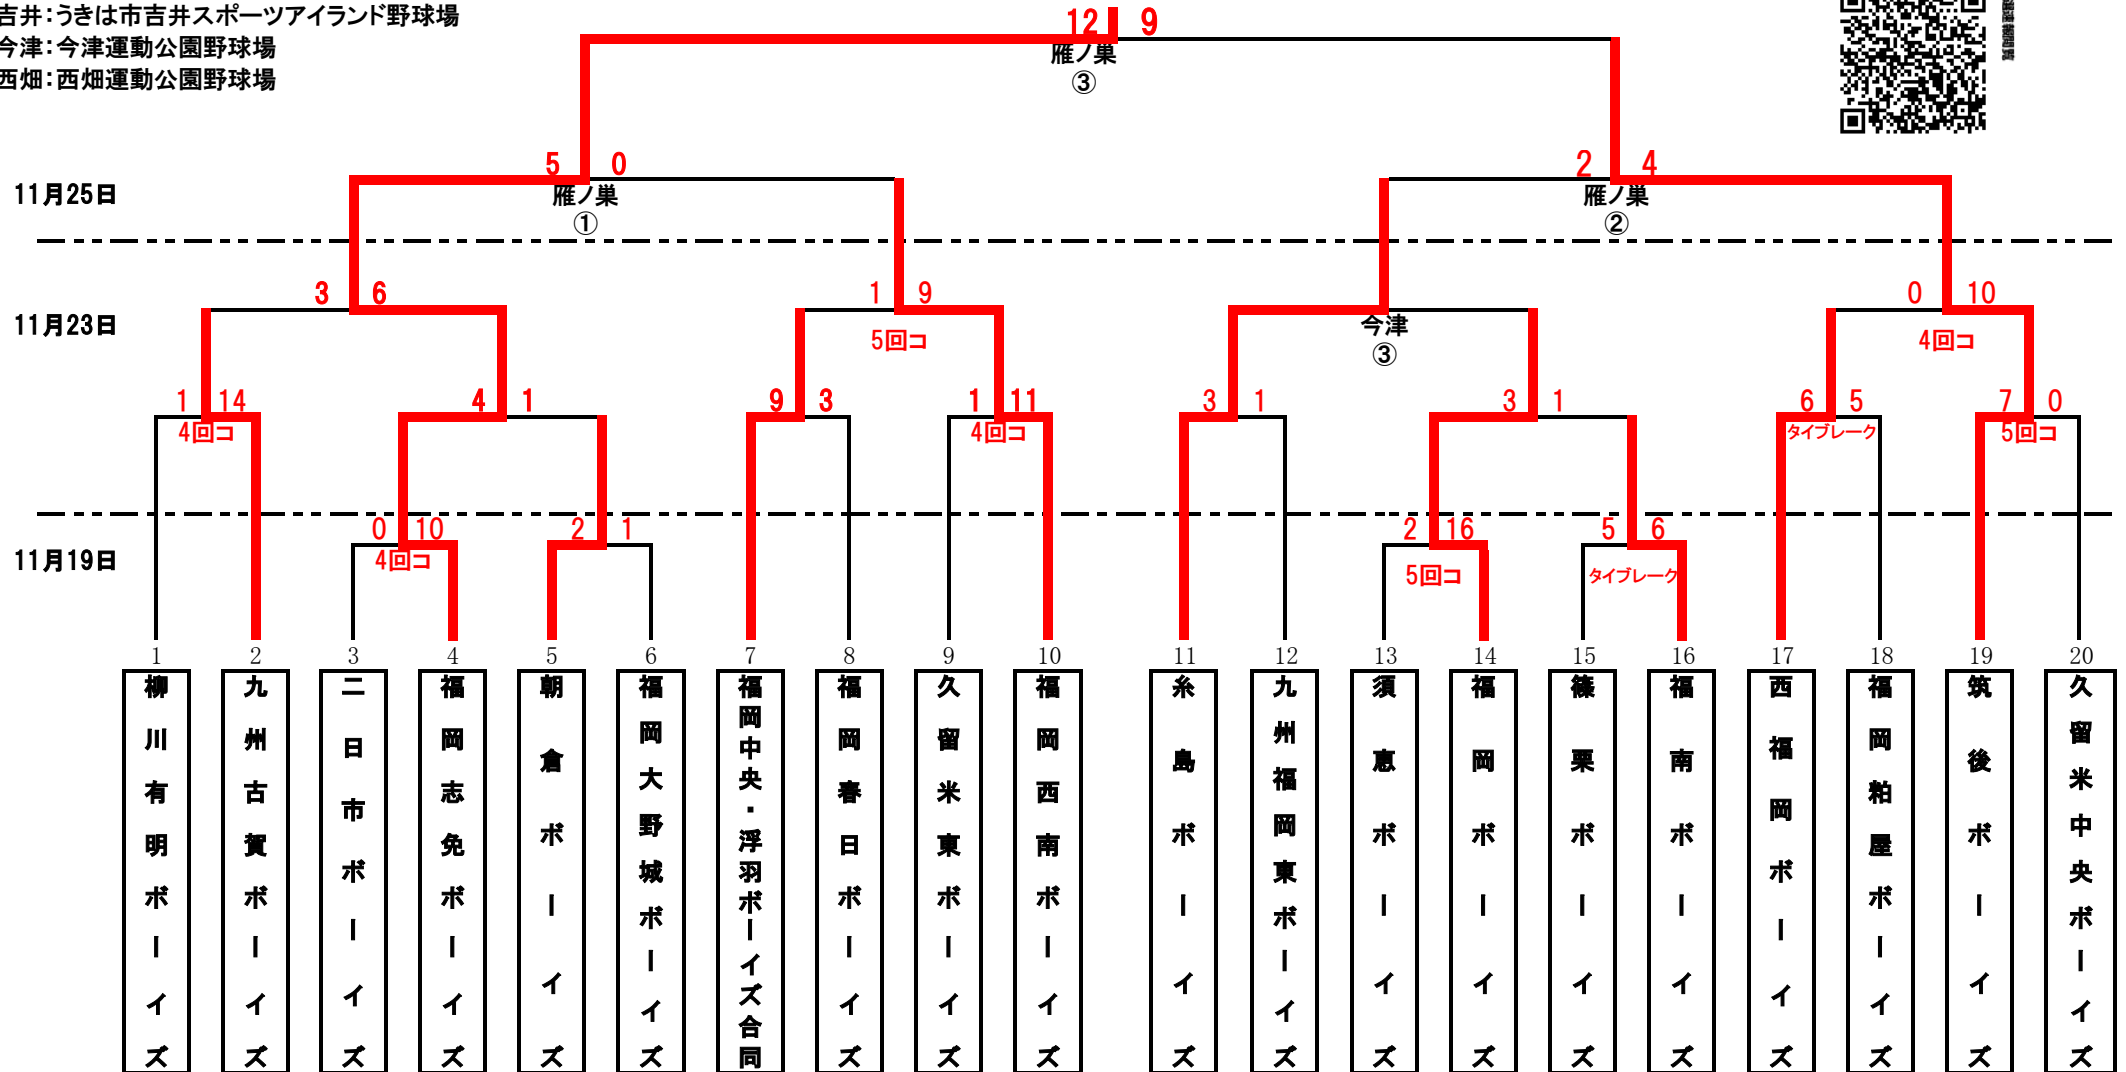 吉井：うきは市吉井スポーツアイランド野球場
今津：今津運動公園野球場
西畑：西畑運動公園野球場
12 9
雁ノ巣
③
11月25日
5 0
雁ノ巣
①
2 4
雁ノ巣
②
11月23日
3 6
1 9
5回コ
今津
③
0 10
4回コ
1 14
4回コ
4 1
9 3
1 11
4回コ
3 1
3 1
6 5
タイブレーク
7 0
5回コ
11月19日
0 10
4回コ
2 1
2 16
5回コ
5 6
タイブレーク
1
柳川有明ボーイズ
2
九州古賀ボーイズ
3
二日市ボーイズ
4
福岡志免ボーイズ
5
朝倉ボーイズ
6
福岡大野城ボーイズ
7
福岡中央・浮羽ボーイズ合同
8
福岡春日ボーイズ
9
久留米東ボーイズ
10
福岡西南ボーイズ
11
糸島ボーイズ
12
九州福岡東ボーイズ
13
須恵ボーイズ
14
福岡ボーイズ
15
篠栗ボーイズ
16
福南ボーイズ
17
西福岡ボーイズ
18
福岡粕屋ボーイズ
19
筑後ボーイズ
20
久留米中央ボーイズ